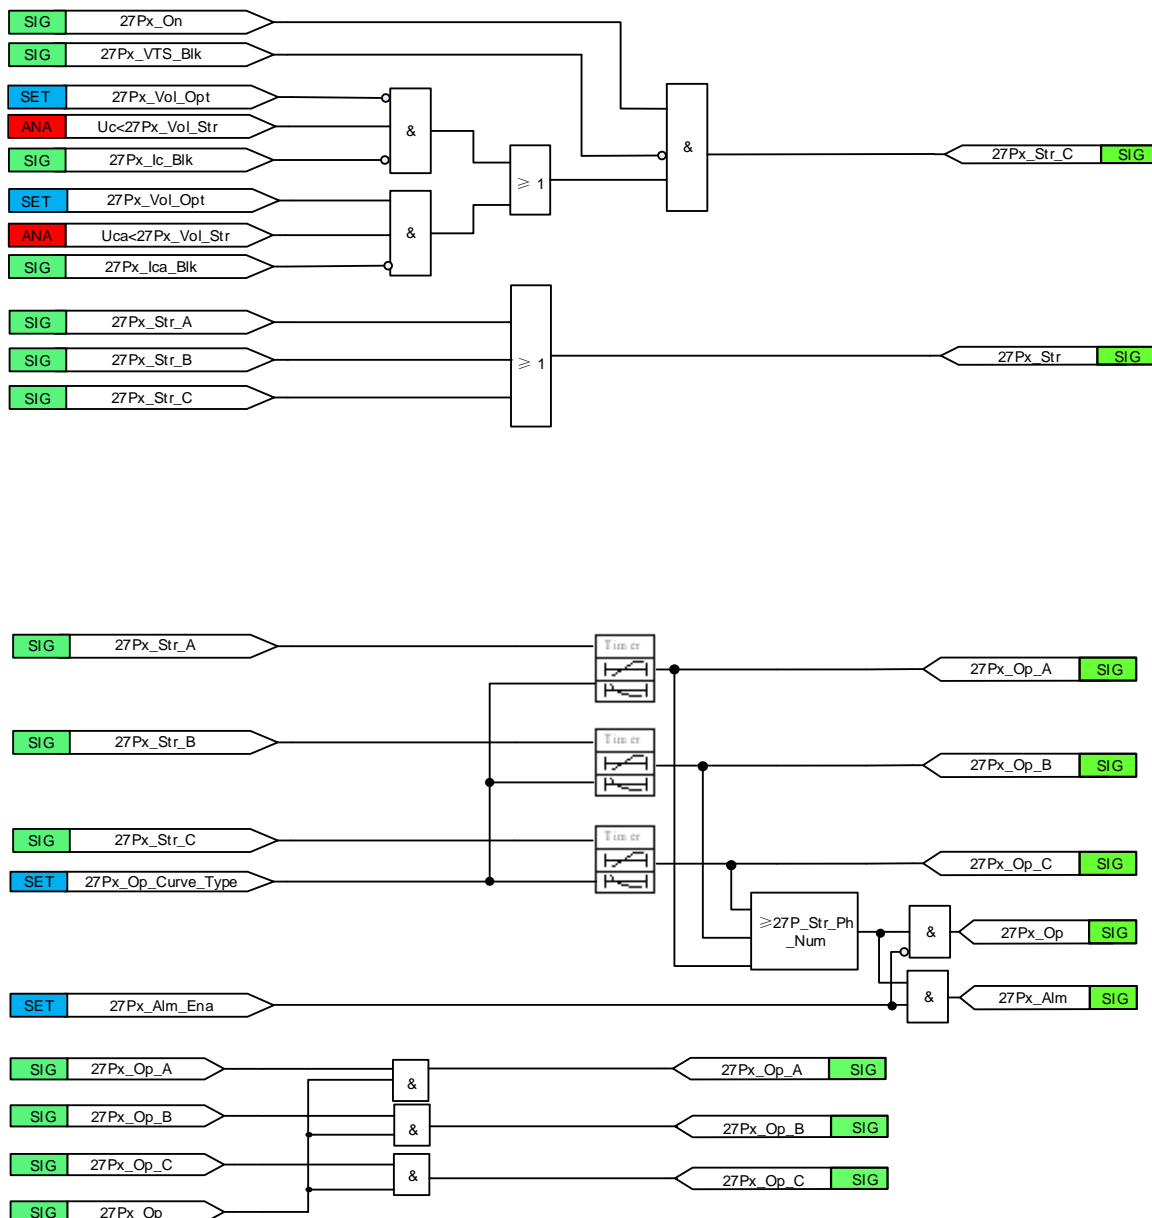 SIG 27Px_On
SIG 27Px_VTS_Blk
SET 27Px_Vol_Opt
ANA Uc<27Px_Vol_Str
SIG 27Px_Ic_Blk
&
&
27Px_Str_C SIG
≥ 1
SET 27Px_Vol_Opt
ANA Uca<27Px_Vol_Str
SIG 27Px_Ica_Blk
&
SIG 27Px_Str_A
SIG 27Px_Str_B
SIG 27Px_Str_C
≥ 1
27Px_Str SIG
SIG 27Px_Str_A
Timer
27Px_Op_A SIG
SIG 27Px_Str_B
Timer
27Px_Op_B SIG
SIG 27Px_Str_C
Timer
27Px_Op_C SIG
SET 27Px_Op_Curve_Type
≥27P_Str_Ph
_Num
&
27Px_Op SIG
SET 27Px_Alm_Ena
&
27Px_Alm SIG
SIG 27Px_Op_A
&
27Px_Op_A SIG
SIG 27Px_Op_B
&
27Px_Op_B SIG
SIG 27Px_Op_C
&
27Px_Op_C SIG
SIG 27Px_Op